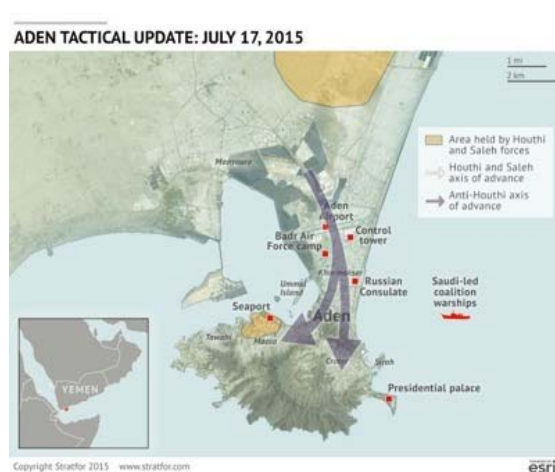 ADEN TACTICAL UPDATE: JULY 17, 2015
1 mi
2 km
Area held by Houthi
and Saleh forces
Houthi and Saleh
axis of advance
Anti-Houthi axis
of advance
Mansoura
Aden
Airport
Badr Air
Force camp
Control
tower
Khormaksar
Ummal
Island
Russian
Consulate
Saudi-led
coalition
warships
Seaport
Aden
Tawahi
Maala
Crater
Sirah
Presidential palace
YEMEN
Copyright Stratfor 2015 www.stratfor.com
esri